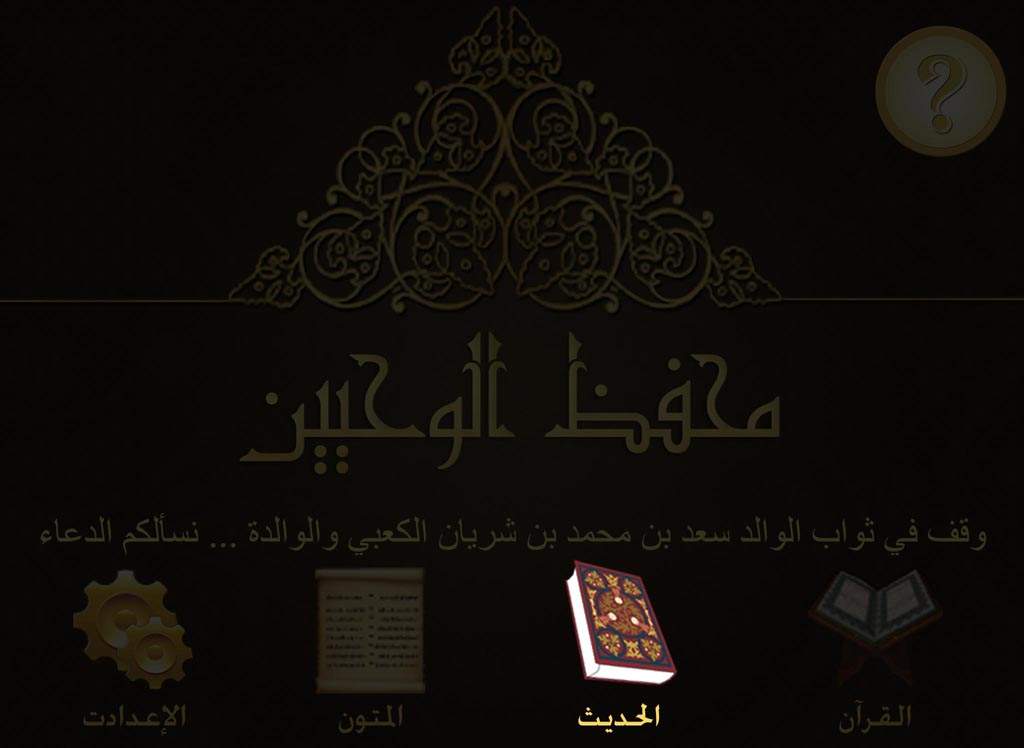 محفظ الوحيين
وقف في ثواب الوالد سعد بن محمد بن شريان الكعبي والوالدة ... نسألكم الدعاء
القرآن
الحديث
المتون
الإعدادت